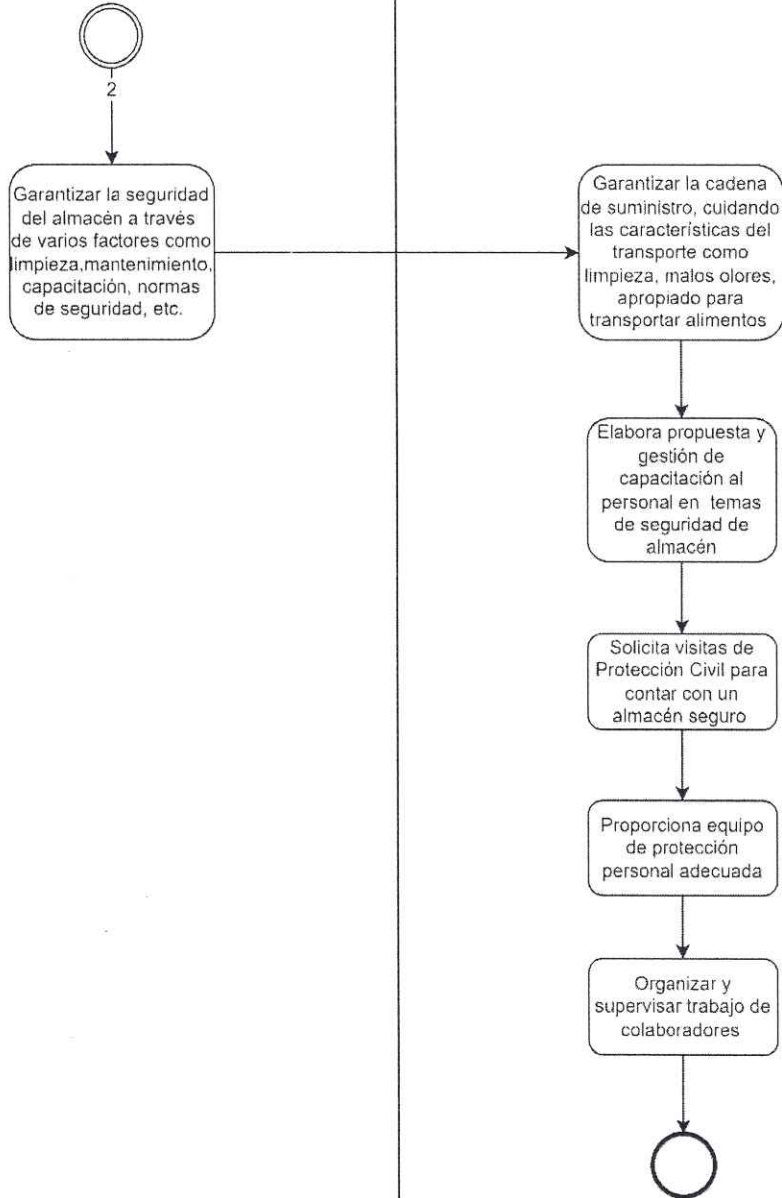 2
Garantizar la seguridad
del almacén a través
de varios factores como
limpieza,mantenimiento,
capacitación, normas
de seguridad, etc.
Garantizar la cadena
de suministro, cuidando
las características del
transporte como
limpieza, malos olores,
apropiado para
transportar alimentos
Elabora propuesta y
gestión de
capacitación al
personal en temas
de seguridad de
almacén
Solicita visitas de
Protección Civil para
contar con un
almacén seguro
Proporciona equipo
de protección
personal adecuada
Organizar y
supervisar trabajo de
colaboradores